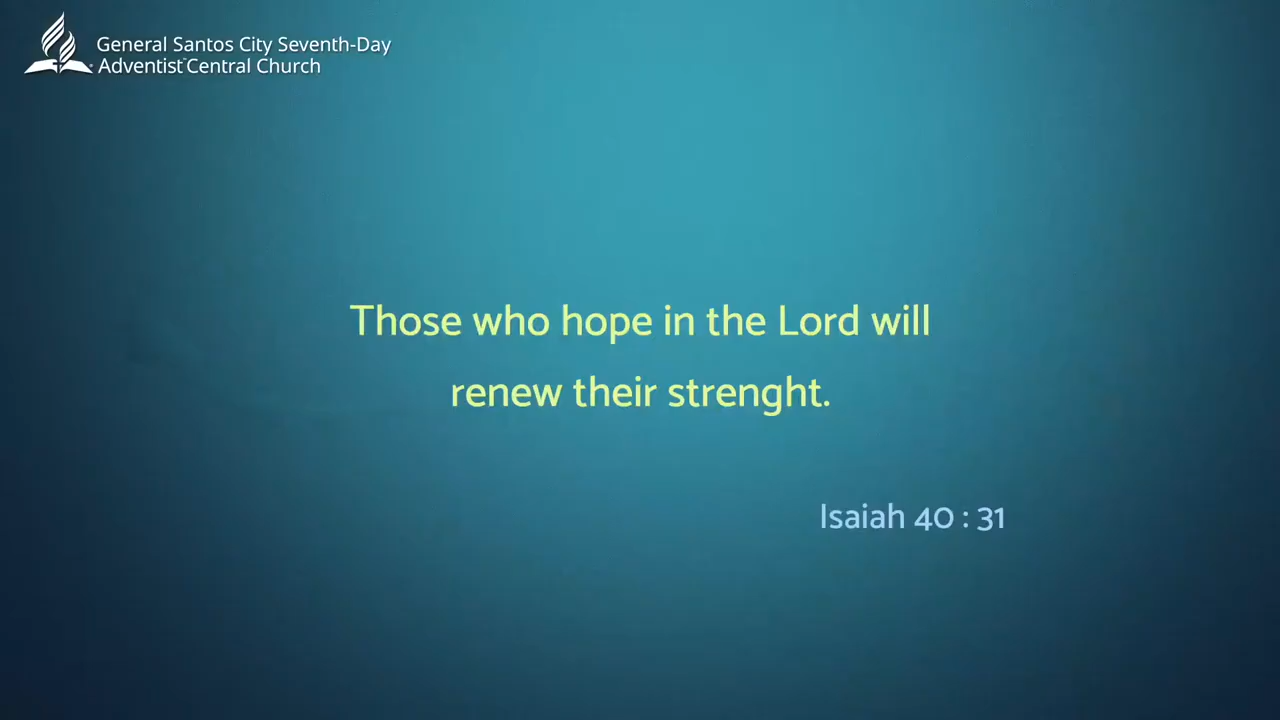 General Santos City Seventh-Day
Adventist Central Church
Those who hope in the Lord will
renew their strenght.
Isaiah 40 : 31